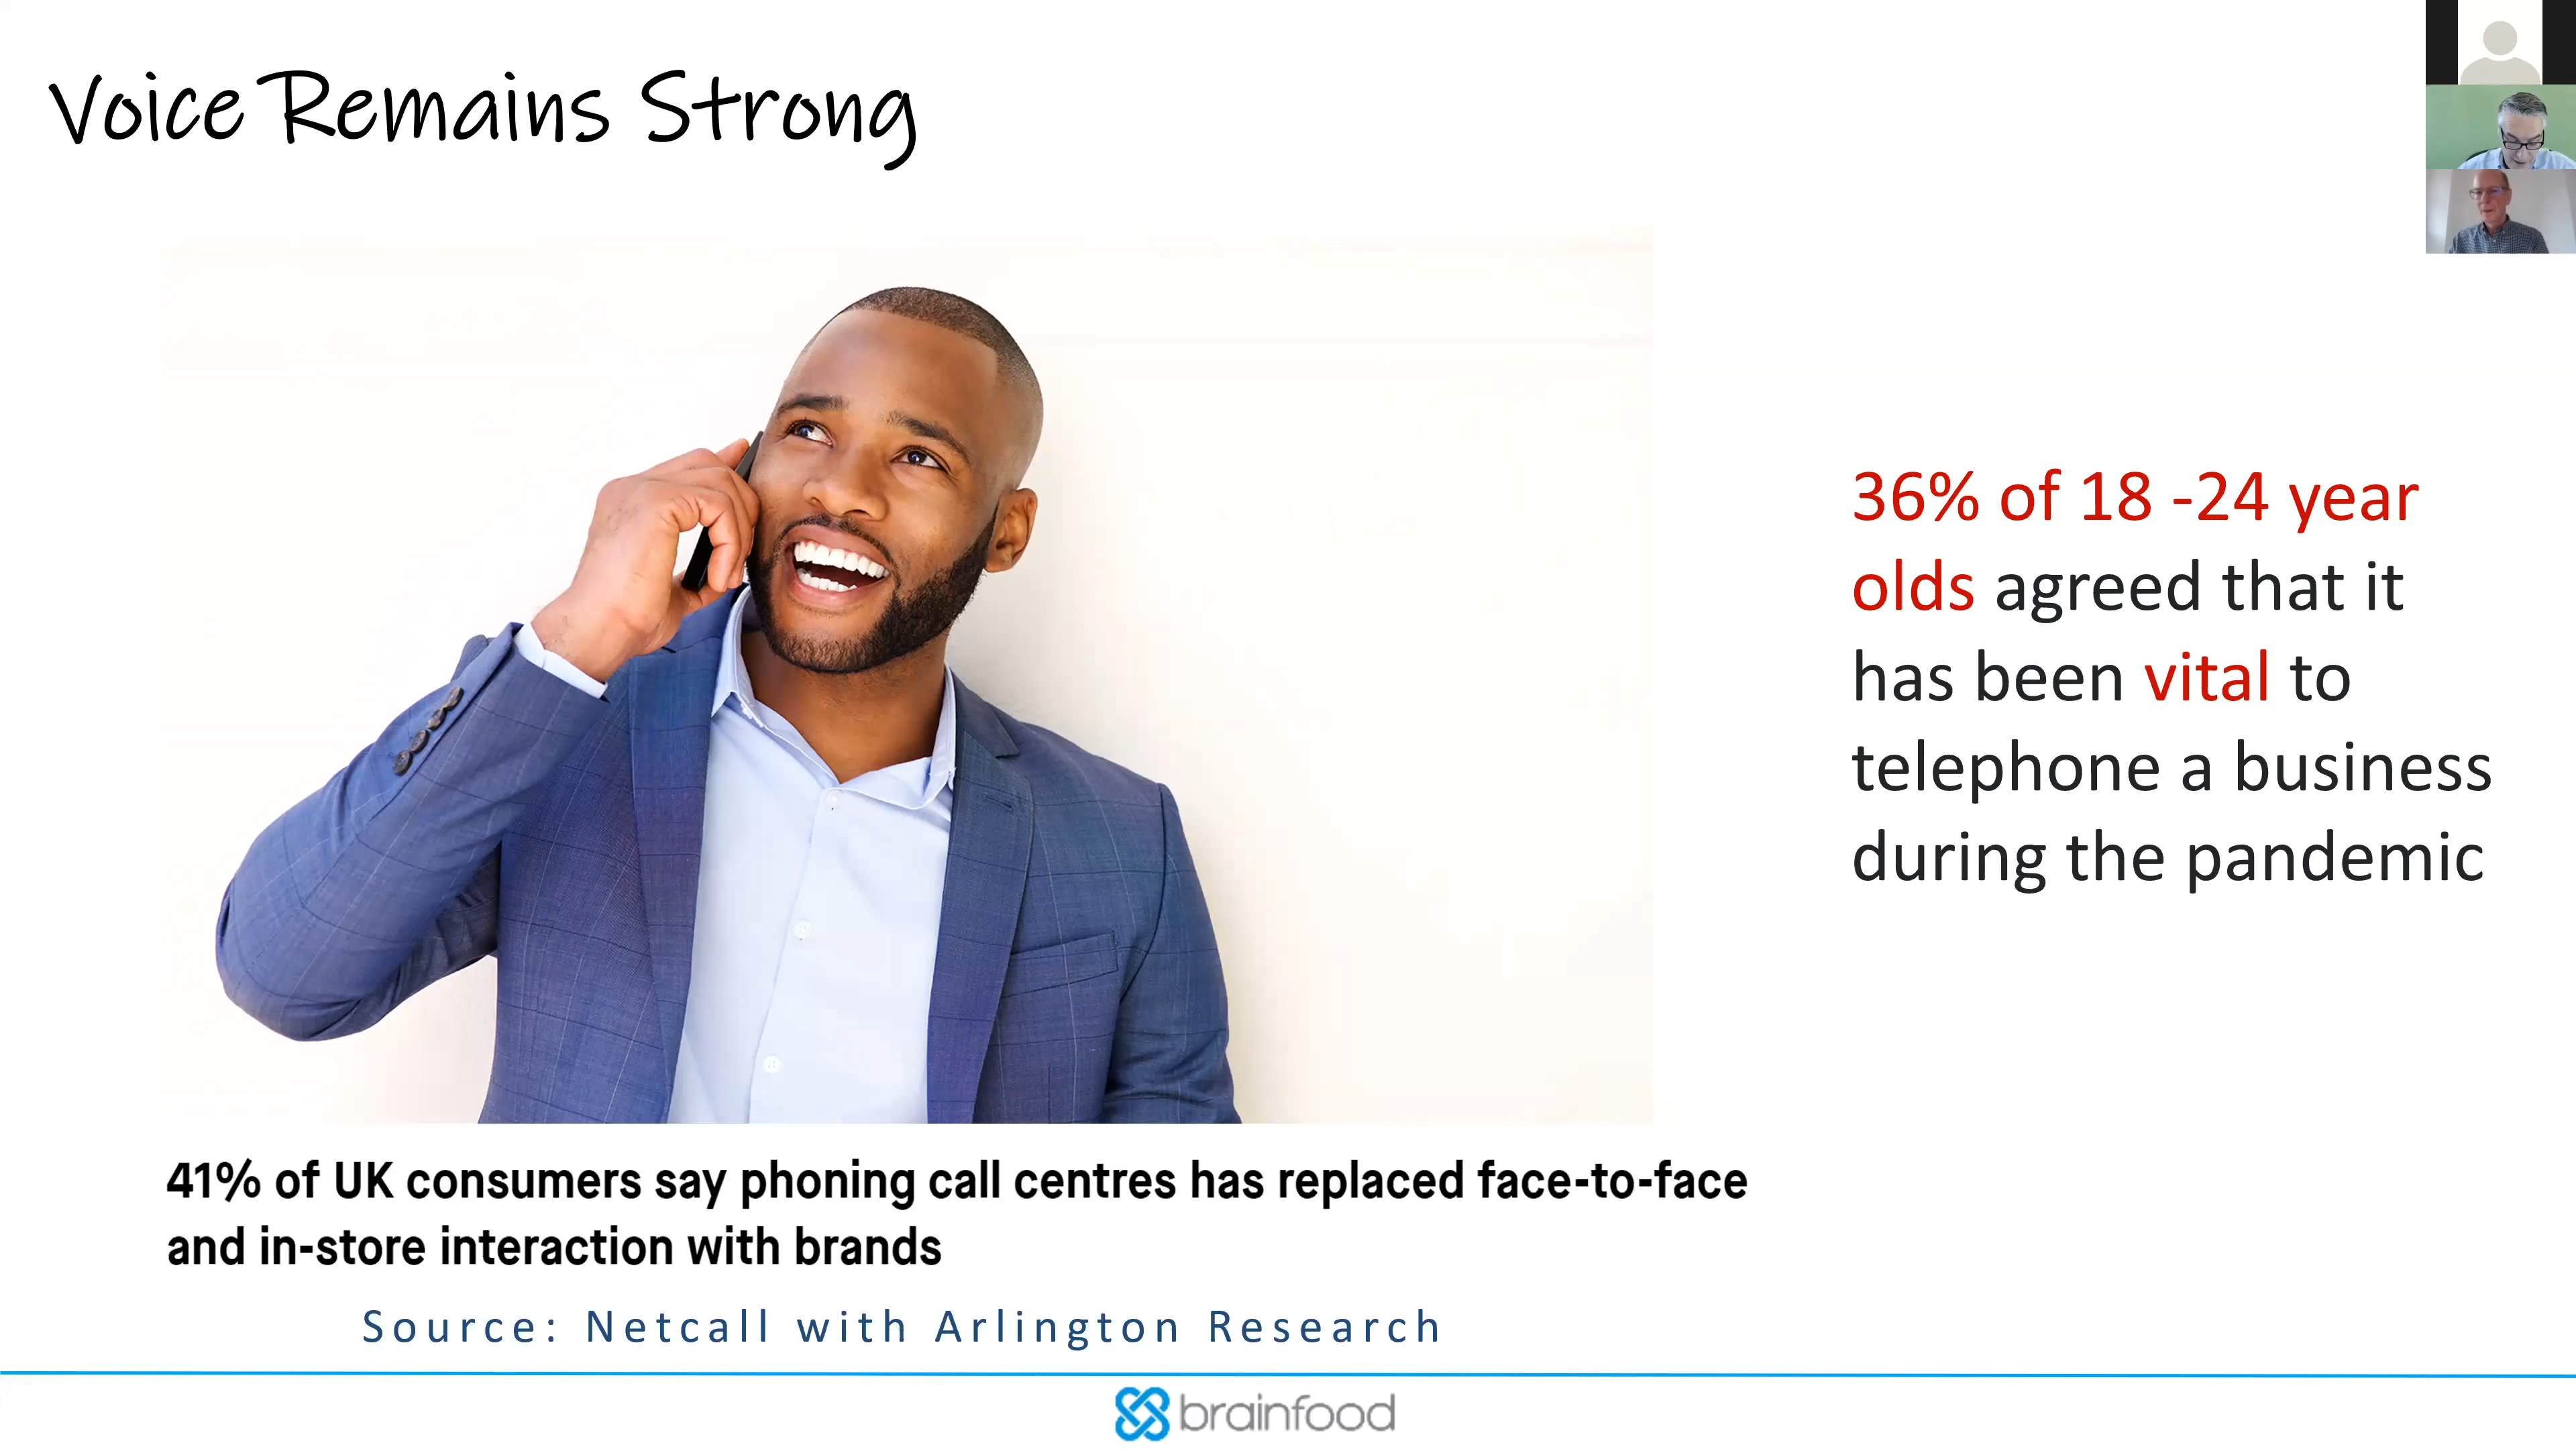 Voice Remains Strong
36% of 18 -24 year
olds agreed that it
has been vital to
telephone a business
during the pandemic
41% of UK consumers say phoning call centres has replaced face-to-face
and in-store interaction with brands
Source: Netcall with Arlington Research
brainfood